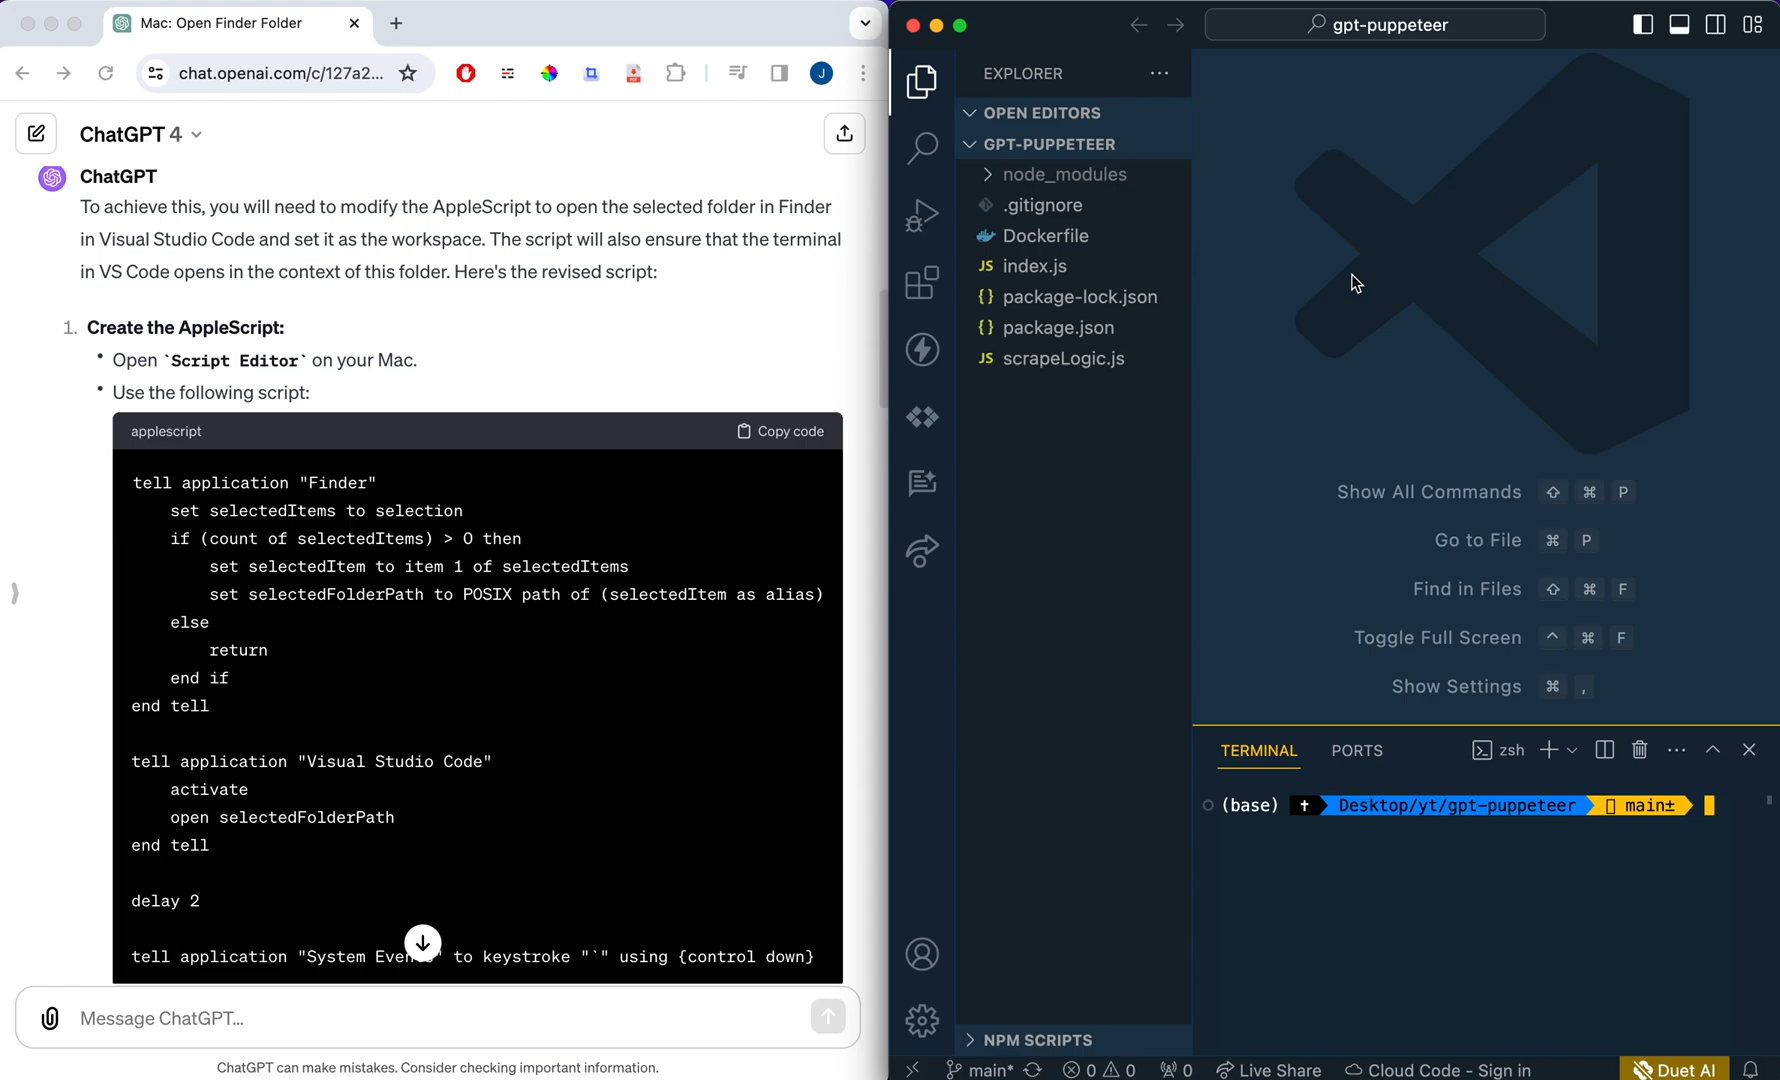 Mac: Open Finder Folder
chat.openai.com/c/127a2...
J
ChatGPT 4
ChatGPT
To achieve this, you will need to modify the AppleScript to open the selected folder in Finder
in Visual Studio Code and set it as the workspace. The script will also ensure that the terminal
in VS Code opens in the context of this folder. Here's the revised script:
1. Create the AppleScript:
• Open `Script Editor` on your Mac.
• Use the following script:
applescript
Copy code
tell application "Finder"
set selectedItems to selection
if (count of selectedItems) > 0 then
set selectedItem to item 1 of selectedItems
set selectedFolderPath to POSIX path of (selectedItem as alias)
else
return
end if
end tell
tell application "Visual Studio Code"
activate
open selectedFolderPath
end tell
delay 2
tell application "System Events" to keystroke "`" using {control down}
Message ChatGPT...
ChatGPT can make mistakes. Consider checking important information.
gpt-puppeteer
EXPLORER
OPEN EDITORS
GPT-PUPPETEER
node_modules
.gitignore
Dockerfile
JS index.js
{} package-lock.json
{} package.json
JS scrapeLogic.js
NPM SCRIPTS
Show All Commands ⇧ ⌘ P
Go to File ⌘ P
Find in Files ⇧ ⌘ F
Toggle Full Screen ^ ⌘ F
Show Settings ⌘ ,
TERMINAL
PORTS
zsh
(base) ✝ Desktop/yt/gpt-puppeteer main±
main*
0
0
0
Live Share
Cloud Code - Sign in
Duet AI